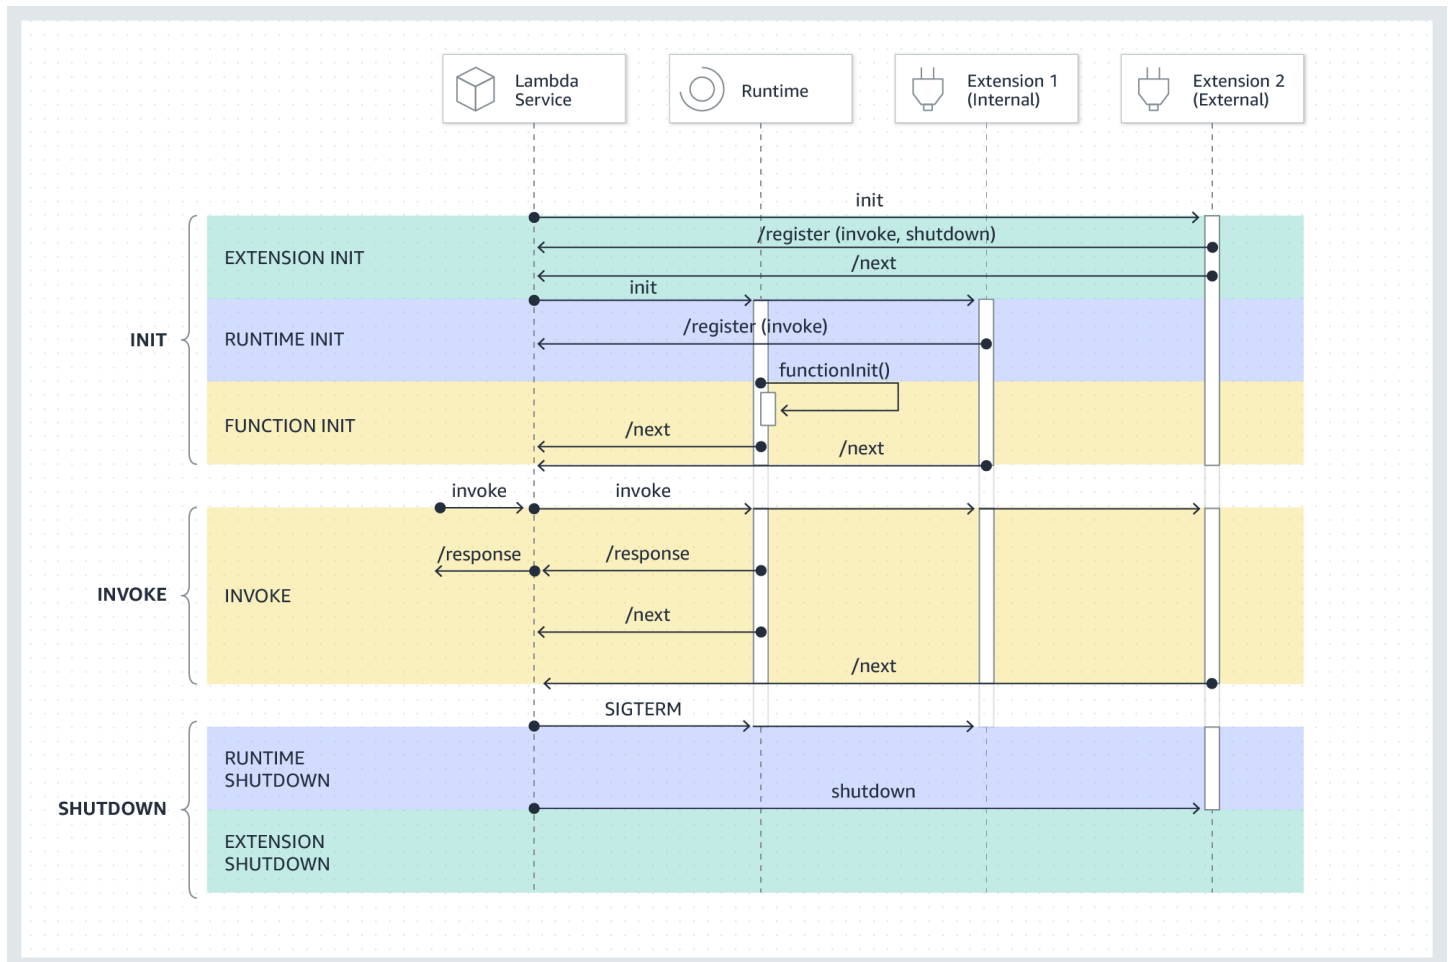 Lambda
Service
Runtime
Extension 1
(Internal)
Extension 2
(External)
init
/register (invoke, shutdown)
EXTENSION INIT
/next
init
/register (invoke)
INIT
RUNTIME INIT
functionInit()
FUNCTION INIT
/next
/next
invoke
invoke
/response
/response
INVOKE
INVOKE
/next
/next
SIGTERM
RUNTIME
SHUTDOWN
shutdown
SHUTDOWN
EXTENSION
SHUTDOWN